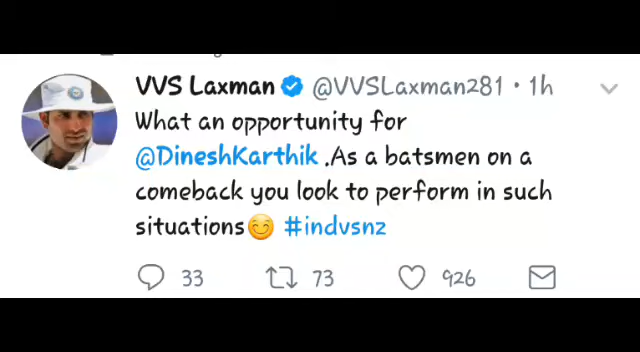 VVS Laxman @VVSLaxman281 · 1h
What an opportunity for
@DineshKarthik .As a batsmen on a
comeback you look to perform in such
situations😊 #indvsnz
33 73 926